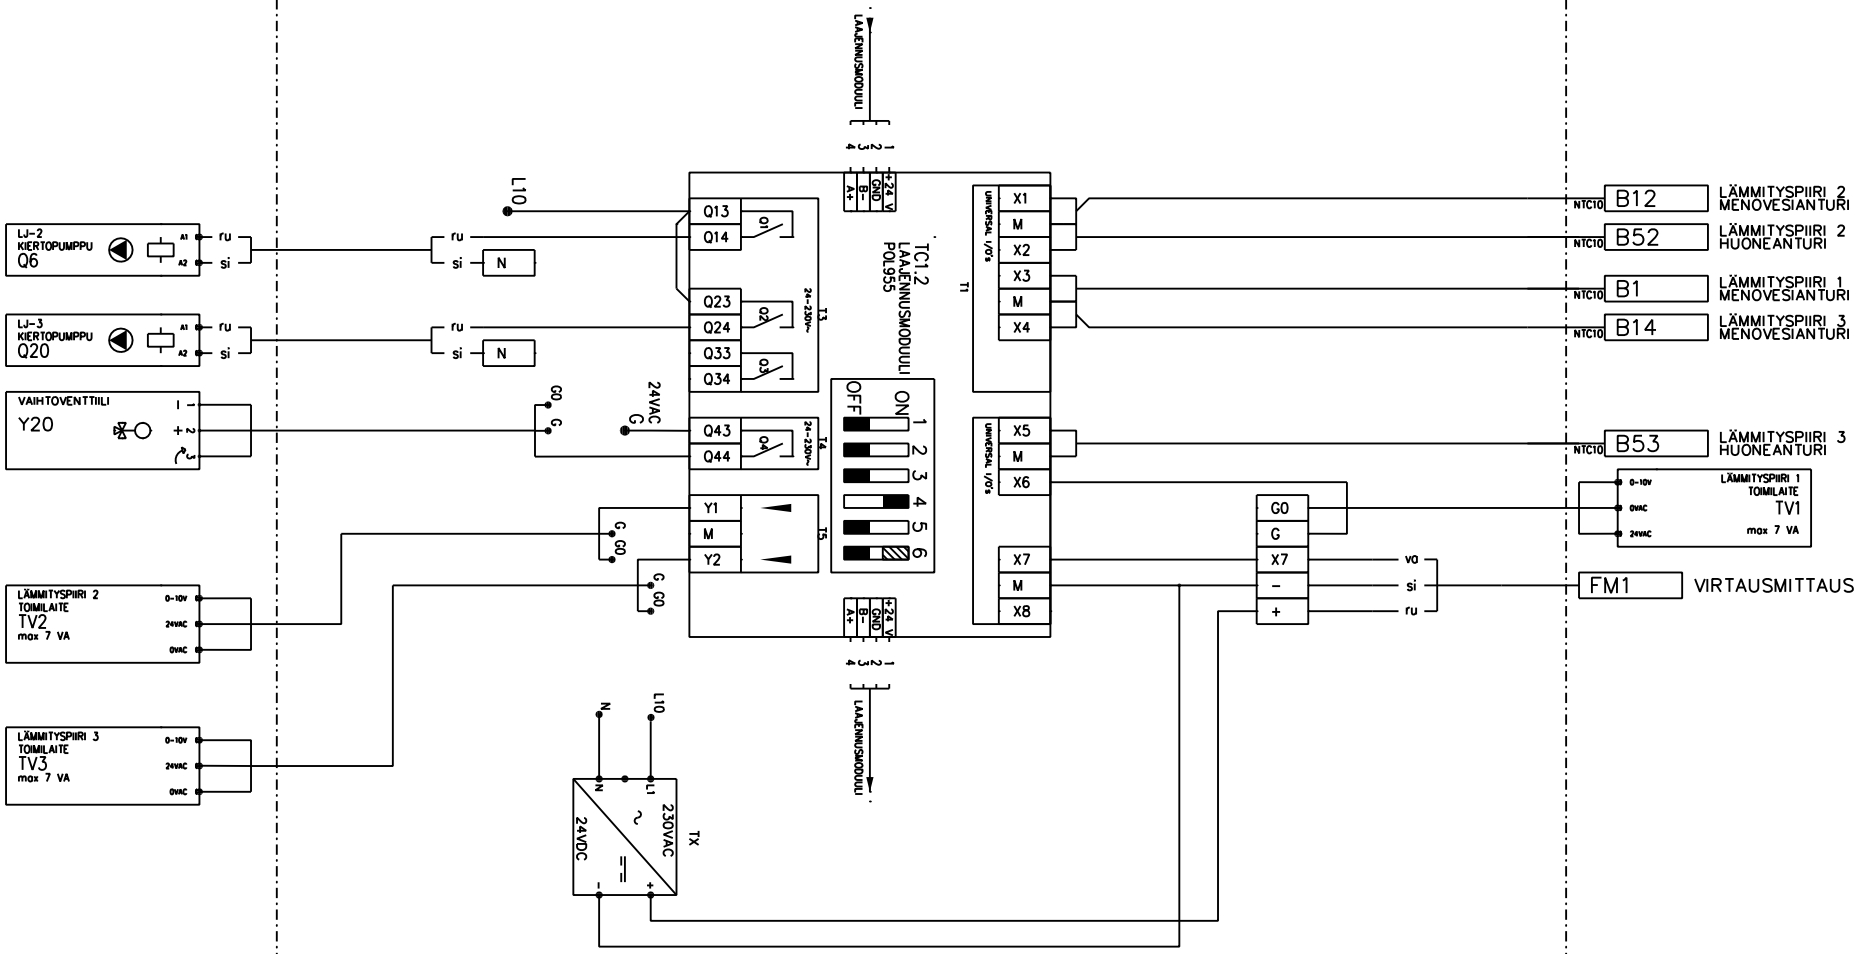 LAAJENNUSMODUULI
4 3 2 1
A+ B- GND +24 V
L10
LJ-2
KIERTOPUMPPU
Q6
A1
A2
ru
si
ru
si
N
LJ-3
KIERTOPUMPPU
Q20
A1
A2
ru
si
ru
si
N
VAIHTOVENTTIILI
Y20
- 1
+ 2
3
G0
G
24VAC
G
LÄMMITYSPIIRI 2
TOIMILAITE
TV2
max 7 VA
0-10V
24VAC
0VAC
G
G0
LÄMMITYSPIIRI 3
TOIMILAITE
TV3
max 7 VA
0-10V
24VAC
0VAC
G
G0
Q13
Q14
Q1
Q23
Q24
Q2
Q33
Q34
Q3
T3
24-230V~
Q43
Q44
Q4
T4
24-230V~
Y1
M
Y2
T5
TC1.2
LAAJENNUSMODUULI
POL955
OFF ON
1
2
3
4
5
6
T1
UNIVERSAL I/O's
X1
M
X2
X3
M
X4
UNIVERSAL I/O's
X5
M
X6
X7
M
X8
A+ B- GND +24 V
4 3 2 1
LAAJENNUSMODUULI
N
L10
N
L1
230VAC
24VDC
~
- +
TX
G0
G
X7
-
+
va
si
ru
NTC10 B12 LÄMMITYSPIIRI 2
MENOVESIANTURI
NTC10 B52 LÄMMITYSPIIRI 2
HUONEANTURI
NTC10 B1 LÄMMITYSPIIRI 1
MENOVESIANTURI
NTC10 B14 LÄMMITYSPIIRI 3
MENOVESIANTURI
NTC10 B53 LÄMMITYSPIIRI 3
HUONEANTURI
0-10V
0VAC
24VAC
LÄMMITYSPIIRI 1
TOIMILAITE
TV1
max 7 VA
FM1 VIRTAUSMITTAUS